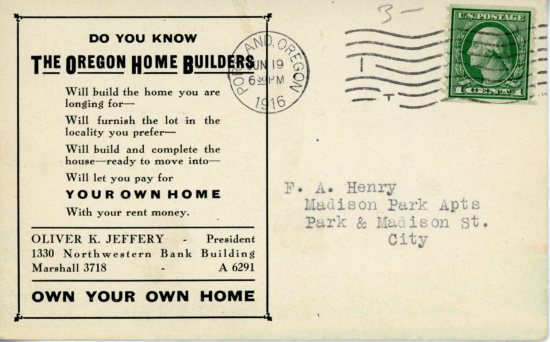 DO YOU KNOW
THE OREGON HOME BUILDERS
Will build the home you are
longing for—
Will furnish the lot in the
locality you prefer—
Will build and complete the
house—ready to move into—
Will let you pay for
YOUR OWN HOME
With your rent money.
OLIVER K. JEFFERY - President
1330 Northwestern Bank Building
Marshall 3718 - A 6291
OWN YOUR OWN HOME
3-
PORTLAND, OREGON
JUN 19
6 30 PM
1916
1
T
U.S. POSTAGE
1 CENT 1
F. A. Henry
Madison Park Apts
Park & Madison St.
City